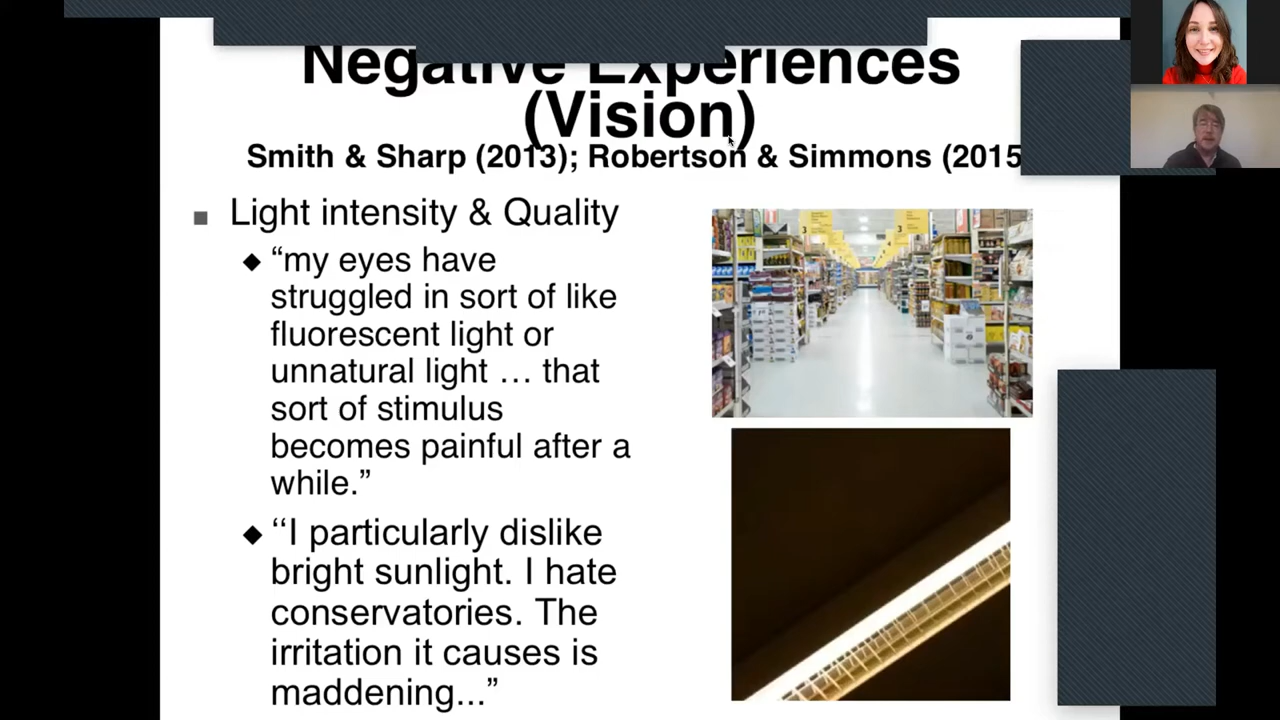 Negative Experiences
(Vision)
Smith & Sharp (2013); Robertson & Simmons (2015
■ Light intensity & Quality
◆ “my eyes have
struggled in sort of like
fluorescent light or
unnatural light … that
sort of stimulus
becomes painful after a
while.”
◆ ‘‘I particularly dislike
bright sunlight. I hate
conservatories. The
irritation it causes is
maddening...”
3
3